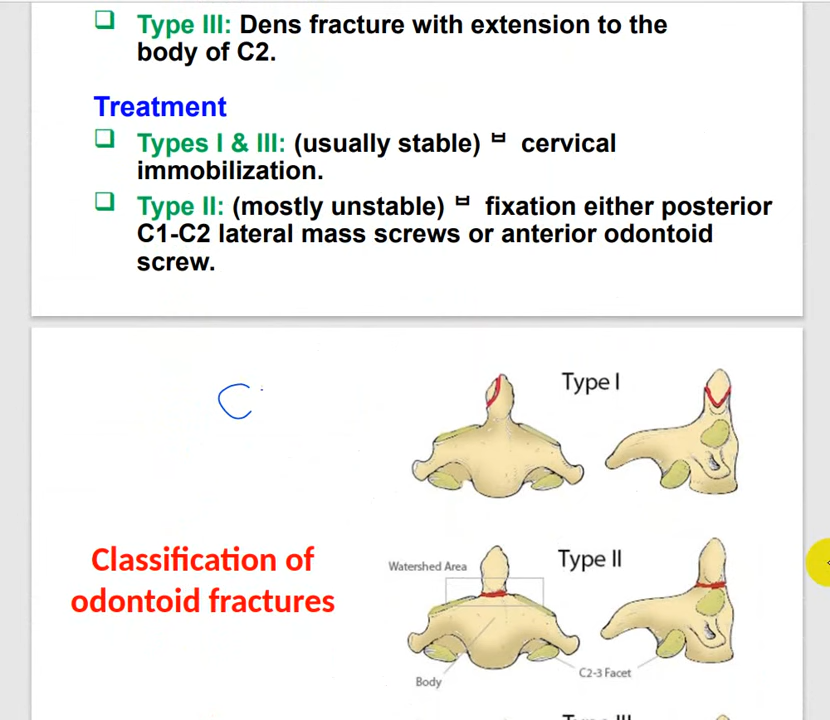 Type III: Dens fracture with extension to the
body of C2.
Treatment
Types I & III: (usually stable) cervical
immobilization.
Type II: (mostly unstable) fixation either posterior
C1-C2 lateral mass screws or anterior odontoid
screw.
C
Type I
Classification of
odontoid fractures
Watershed Area
Type II
C2-3 Facet
Body